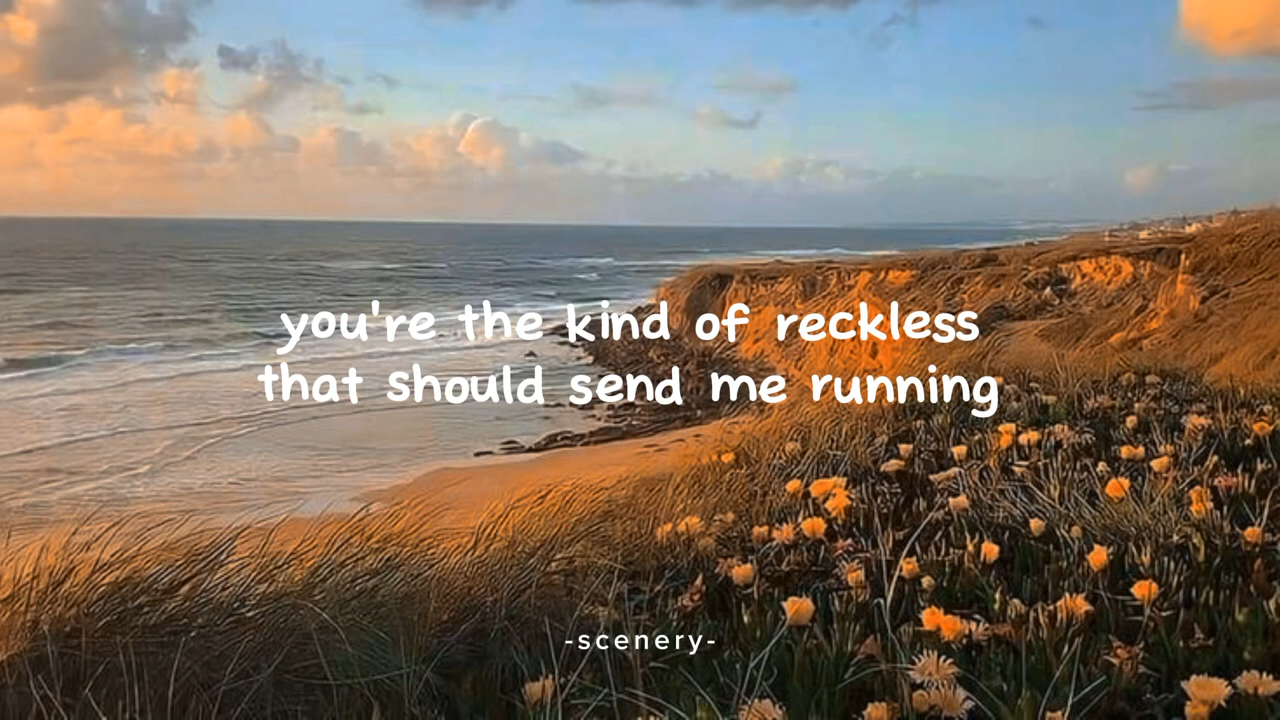 you're the kind of reckless
that should send me running
-scenery-